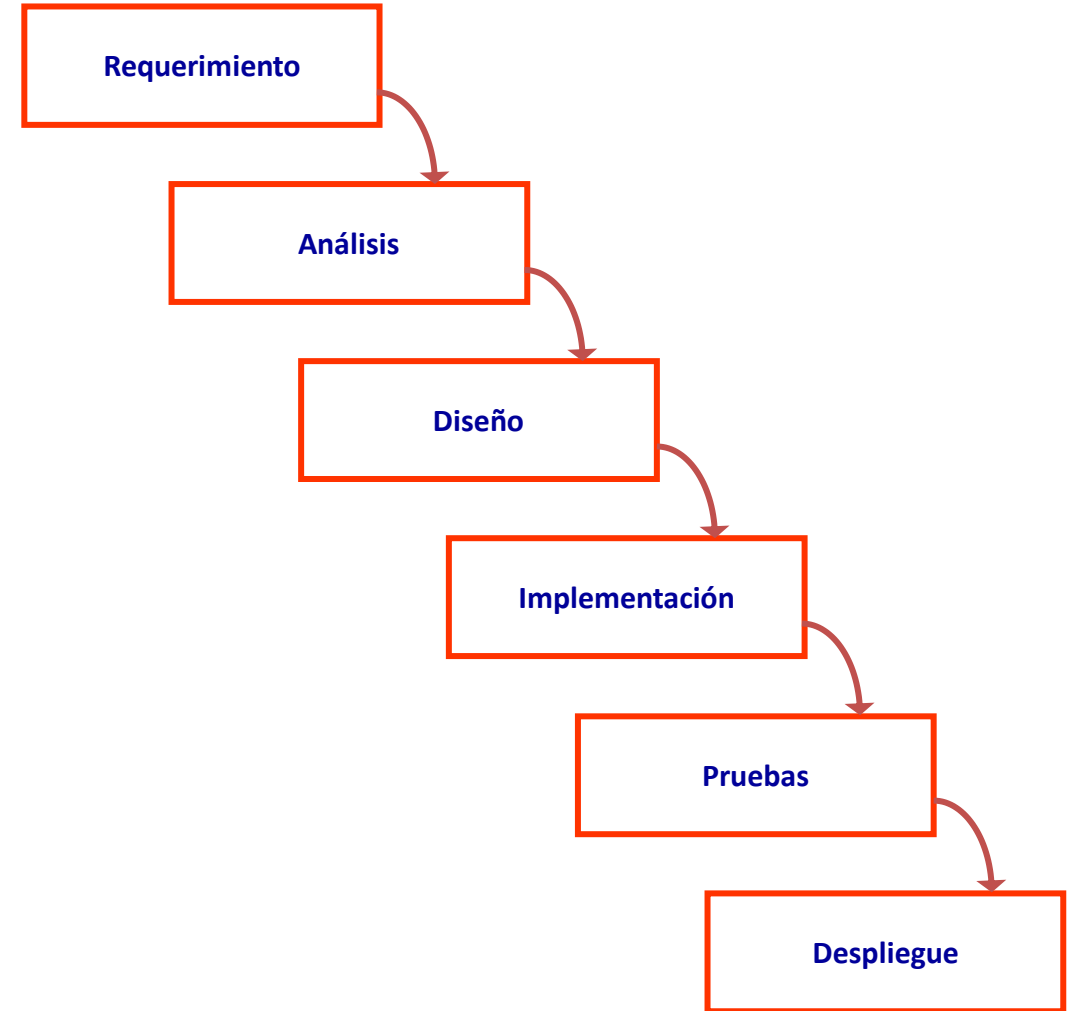 Requerimiento
Análisis
Diseño
Implementación
Pruebas
Despliegue